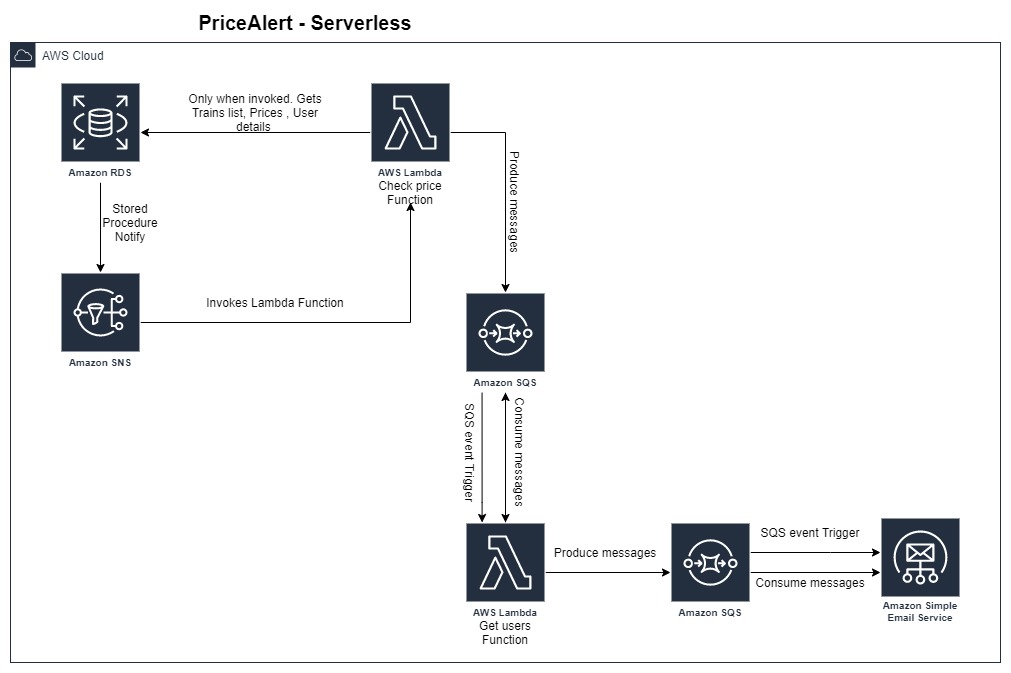 PriceAlert - Serverless
AWS Cloud
Only when invoked. Gets
Trains list, Prices , User
details
Amazon RDS
AWS Lambda
Check price
Function
Produce messages
Stored
Procedure
Notify
Invokes Lambda Function
Amazon SNS
Amazon SQS
SQS event Trigger
Consume messages
AWS Lambda
Get users
Function
Produce messages
Amazon SQS
SQS event Trigger
Consume messages
Amazon Simple
Email Service